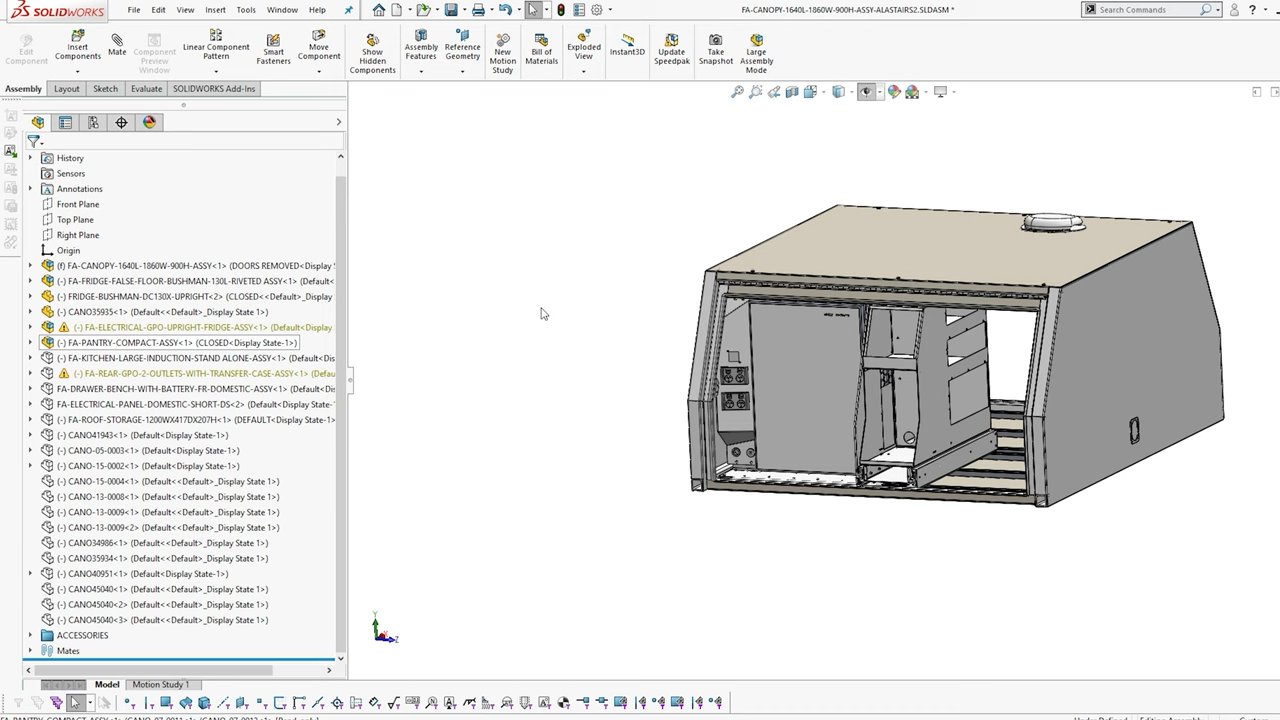 SOLIDWORKS
File Edit View Insert Tools Window Help
FA-CANOPY-1640L-1860W-900H-ASSY-ALASTAIRS2.SLDASM *
Search Commands
Edit Component
Insert Components
Mate
Component Preview Window
Linear Component Pattern
Smart Fasteners
Move Component
Show Hidden Components
Assembly Features
Reference Geometry
New Motion Study
Bill of Materials
Exploded View
Instant3D
Update Speedpak
Take Snapshot
Large Assembly Mode
Assembly Layout Sketch Evaluate SOLIDWORKS Add-Ins
History
Sensors
Annotations
Front Plane
Top Plane
Right Plane
Origin
(f) FA-CANOPY-1640L-1860W-900H-ASSY<1> (DOORS REMOVED<Display S
(-) FA-FRIDGE-FALSE-FLOOR-BUSHMAN-130L-RIVETED ASSY<1> (Default<
(-) FRIDGE-BUSHMAN-DC130X-UPRIGHT<2> (CLOSED<<Default>_Display
(-) CANO35935<1> (Default<<Default>_Display State 1>)
(-) FA-ELECTRICAL-GPO-UPRIGHT-FRIDGE-ASSY<1> (Default<Display
(-) FA-PANTRY-COMPACT-ASSY<1> (CLOSED<Display State-1>)
(-) FA-KITCHEN-LARGE-INDUCTION-STAND ALONE-ASSY<1> (Default<Dis
(-) FA-REAR-GPO-2-OUTLETS-WITH-TRANSFER-CASE-ASSY<1> (Defau
FA-DRAWER-BENCH-WITH-BATTERY-FR-DOMESTIC-ASSY<1> (Default<Dis
FA-ELECTRICAL-PANEL-DOMESTIC-SHORT-DS<2> (Default<Display State-
(-) FA-ROOF-STORAGE-1200WX417DX207H<1> (DEFAULT<Display State-1>
(-) CANO41943<1> (Default<Display State-1>)
(-) CANO-05-0003<1> (Default<Display State-1>)
(-) CANO-15-0002<1> (Default<Display State-1>)
(-) CANO-15-0004<1> (Default<<Default>_Display State 1>)
(-) CANO-13-0008<1> (Default<<Default>_Display State 1>)
(-) CANO-13-0009<1> (Default<<Default>_Display State 1>)
(-) CANO-13-0009<2> (Default<<Default>_Display State 1>)
(-) CANO34986<1> (Default<<Default>_Display State 1>)
(-) CANO35934<1> (Default<<Default>_Display State 1>)
(-) CANO40951<1> (Default<Display State-1>)
(-) CANO45040<1> (Default<<Default>_Display State 1>)
(-) CANO45040<2> (Default<<Default>_Display State 1>)
(-) CANO45040<3> (Default<<Default>_Display State 1>)
ACCESSORIES
Mates
Y
Z
Model Motion Study 1
Under Defined Editing Assembly Custom